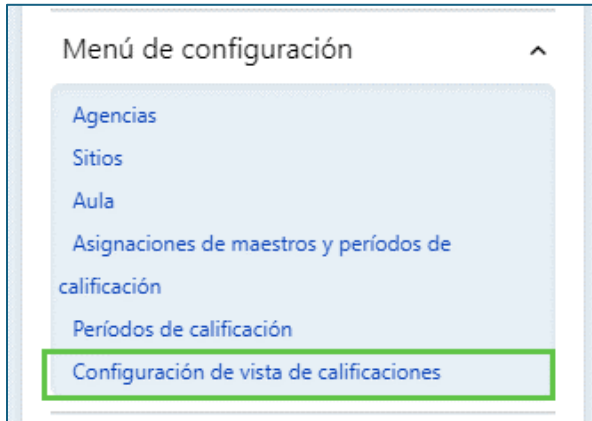 Menú de configuración
Agencias
Sitios
Aula
Asignaciones de maestros y períodos de
calificación
Períodos de calificación
Configuración de vista de calificaciones